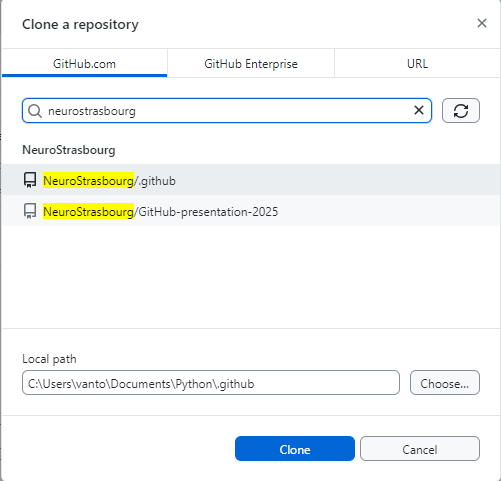 Clone a repository
GitHub.com
GitHub Enterprise
URL
neurostrasbourg
NeuroStrasbourg
NeuroStrasbourg/.github
NeuroStrasbourg/GitHub-presentation-2025
Local path
C:\Users\vanto\Documents\Python\.github
Choose...
Clone
Cancel